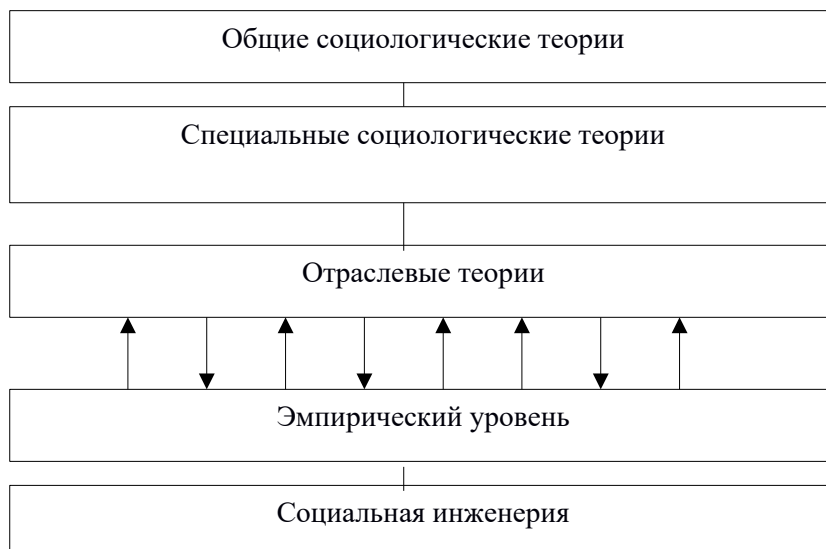 Общие социологические теории
Специальные социологические теории
Отраслевые теории
Эмпирический уровень
Социальная инженерия